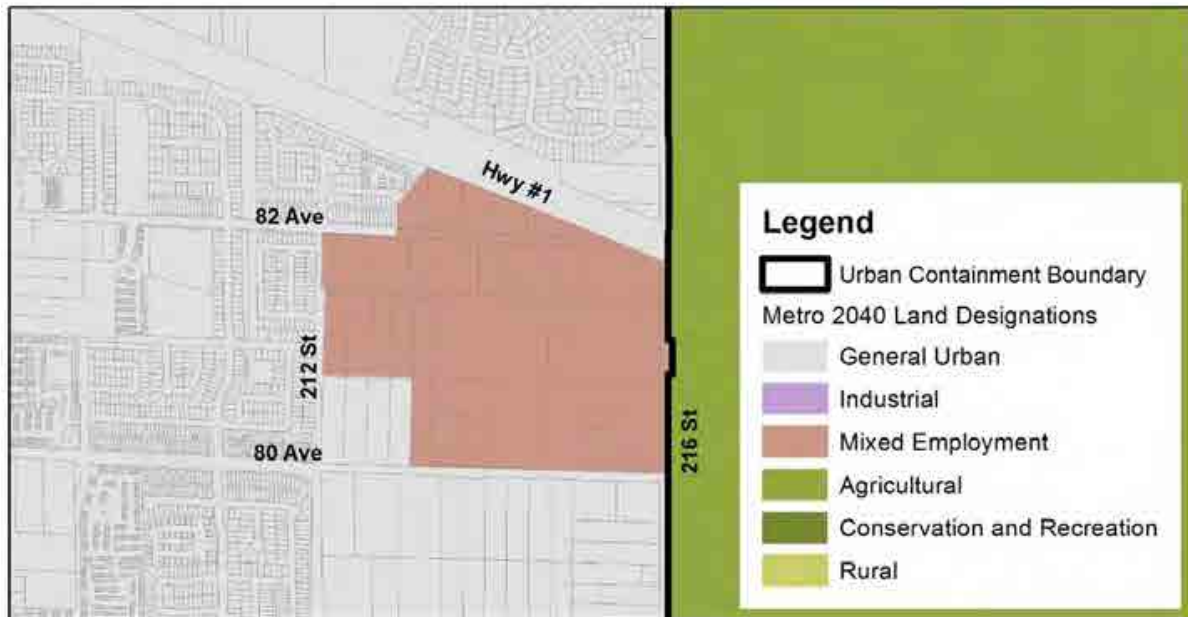 Hwy #1
82 Ave
212 St
80 Ave
216 St
Legend
Urban Containment Boundary
Metro 2040 Land Designations
General Urban
Industrial
Mixed Employment
Agricultural
Conservation and Recreation
Rural